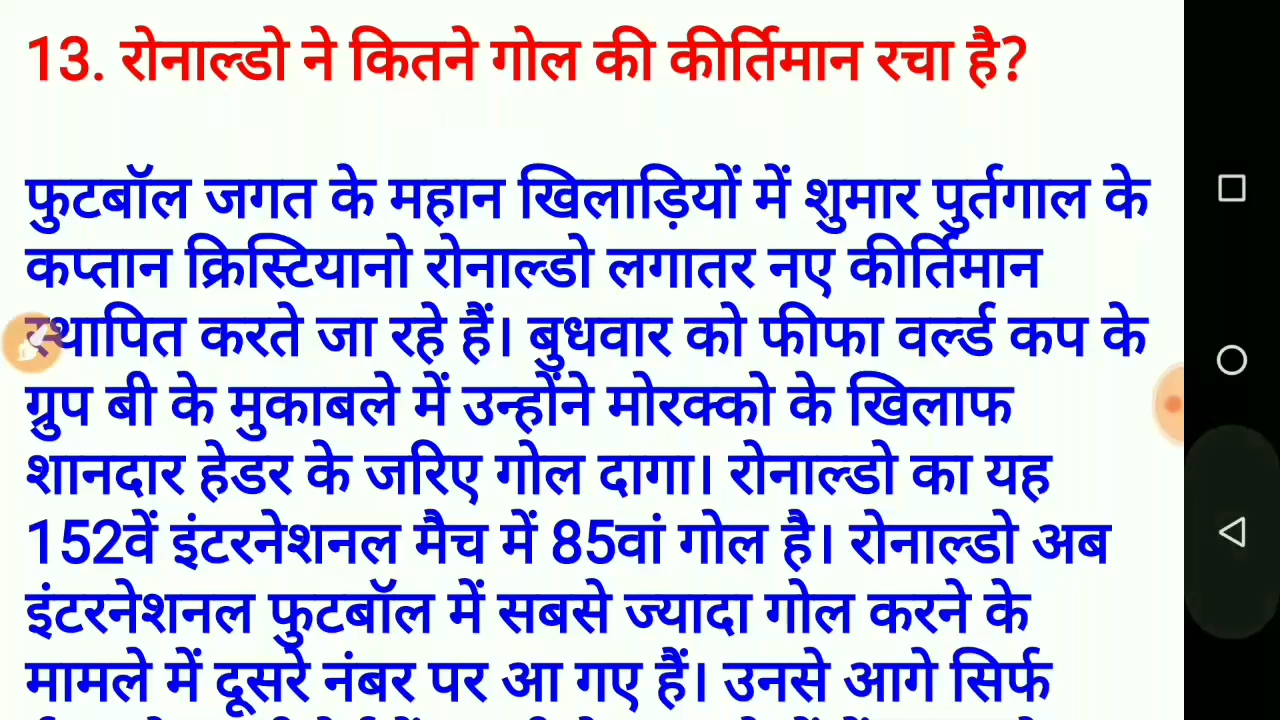 13. रोनाल्डो ने कितने गोल की कीर्तिमान रचा है?
फुटबॉल जगत के महान खिलाड़ियों में शुमार पुर्तगाल के
कप्तान क्रिस्टियानो रोनाल्डो लगातर नए कीर्तिमान
स्थापित करते जा रहे हैं। बुधवार को फीफा वर्ल्ड कप के
ग्रुप बी के मुकाबले में उन्होंने मोरक्को के खिलाफ
शानदार हेडर के जरिए गोल दागा। रोनाल्डो का यह
152वें इंटरनेशनल मैच में 85वां गोल है। रोनाल्डो अब
इंटरनेशनल फुटबॉल में सबसे ज्यादा गोल करने के
मामले में दूसरे नंबर पर आ गए हैं। उनसे आगे सिर्फ